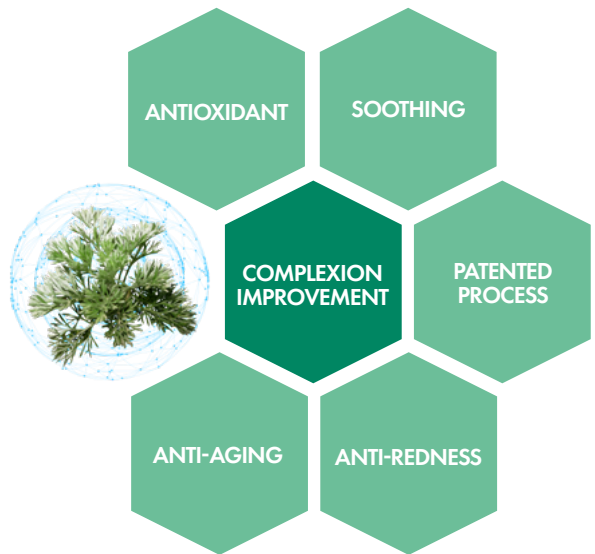 ANTIOXIDANT
SOOTHING
COMPLEXION
IMPROVEMENT
PATENTED
PROCESS
ANTI-AGING
ANTI-REDNESS